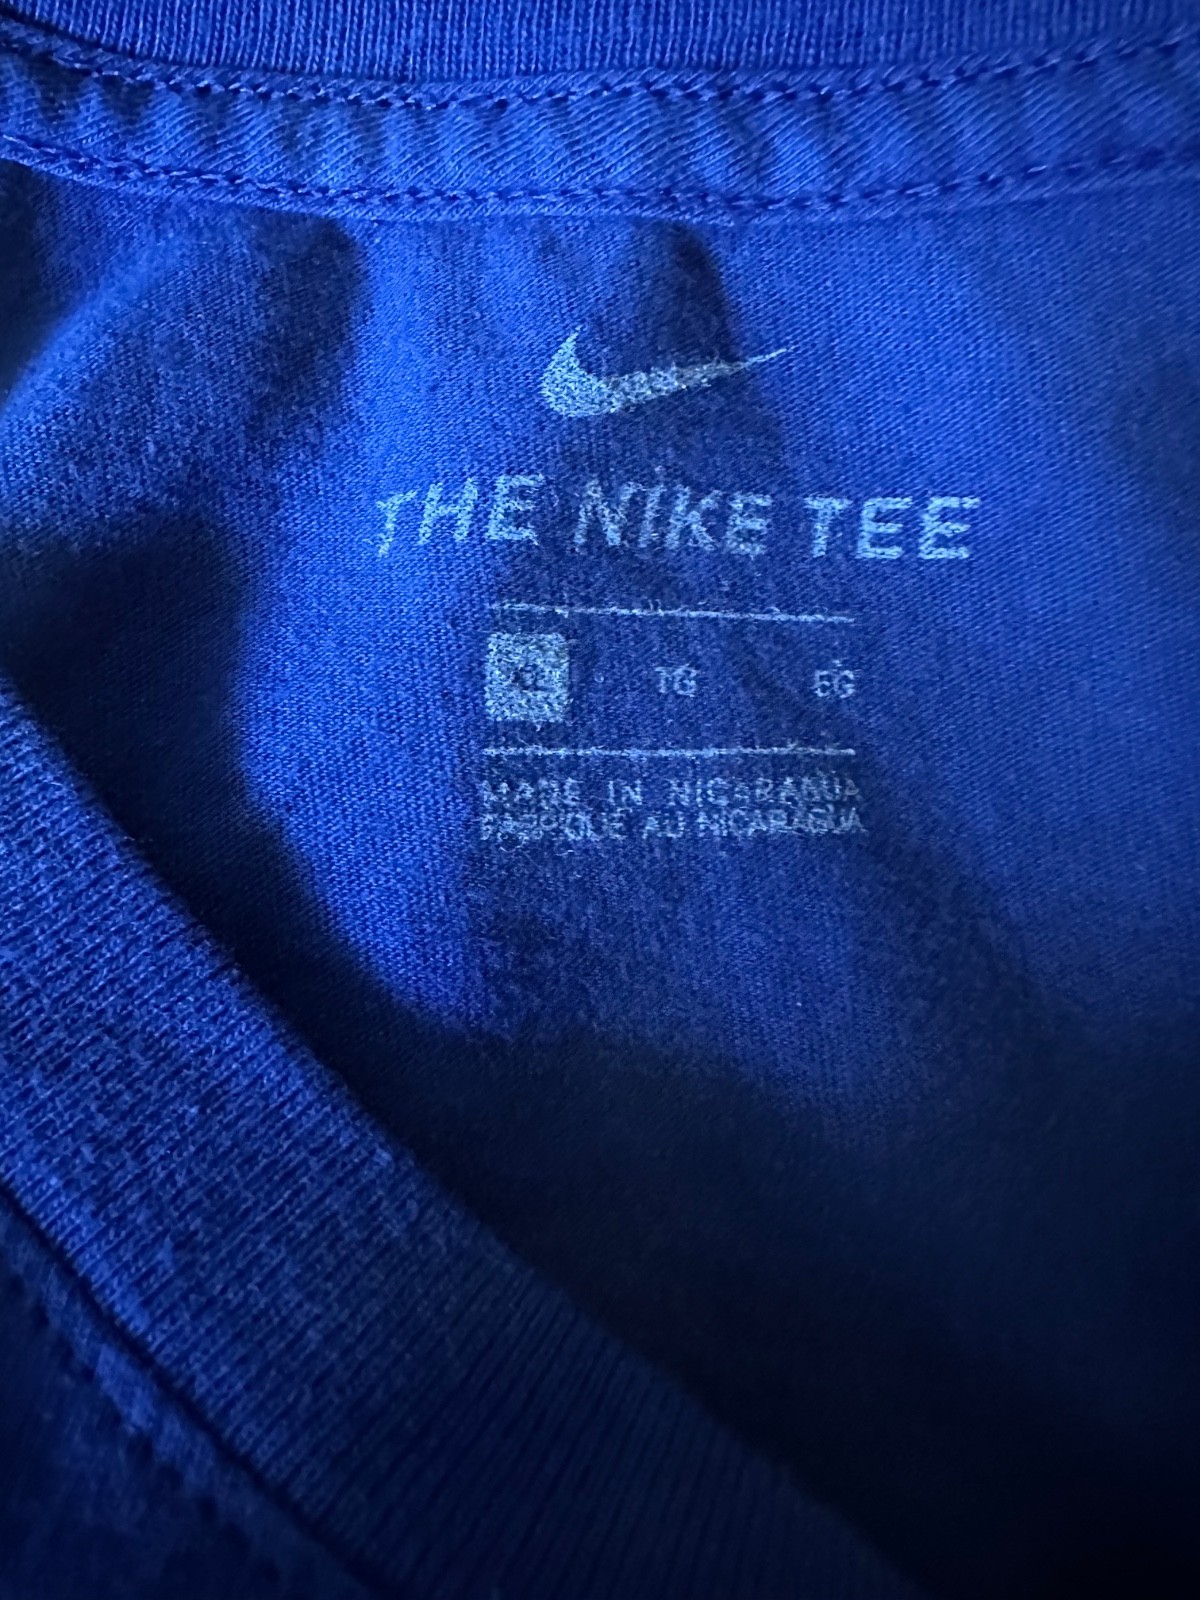 THE NIKE TEE
XL TG EG
MADE IN NICARAGUA
FABRIQUÉ AU NICARAGUA